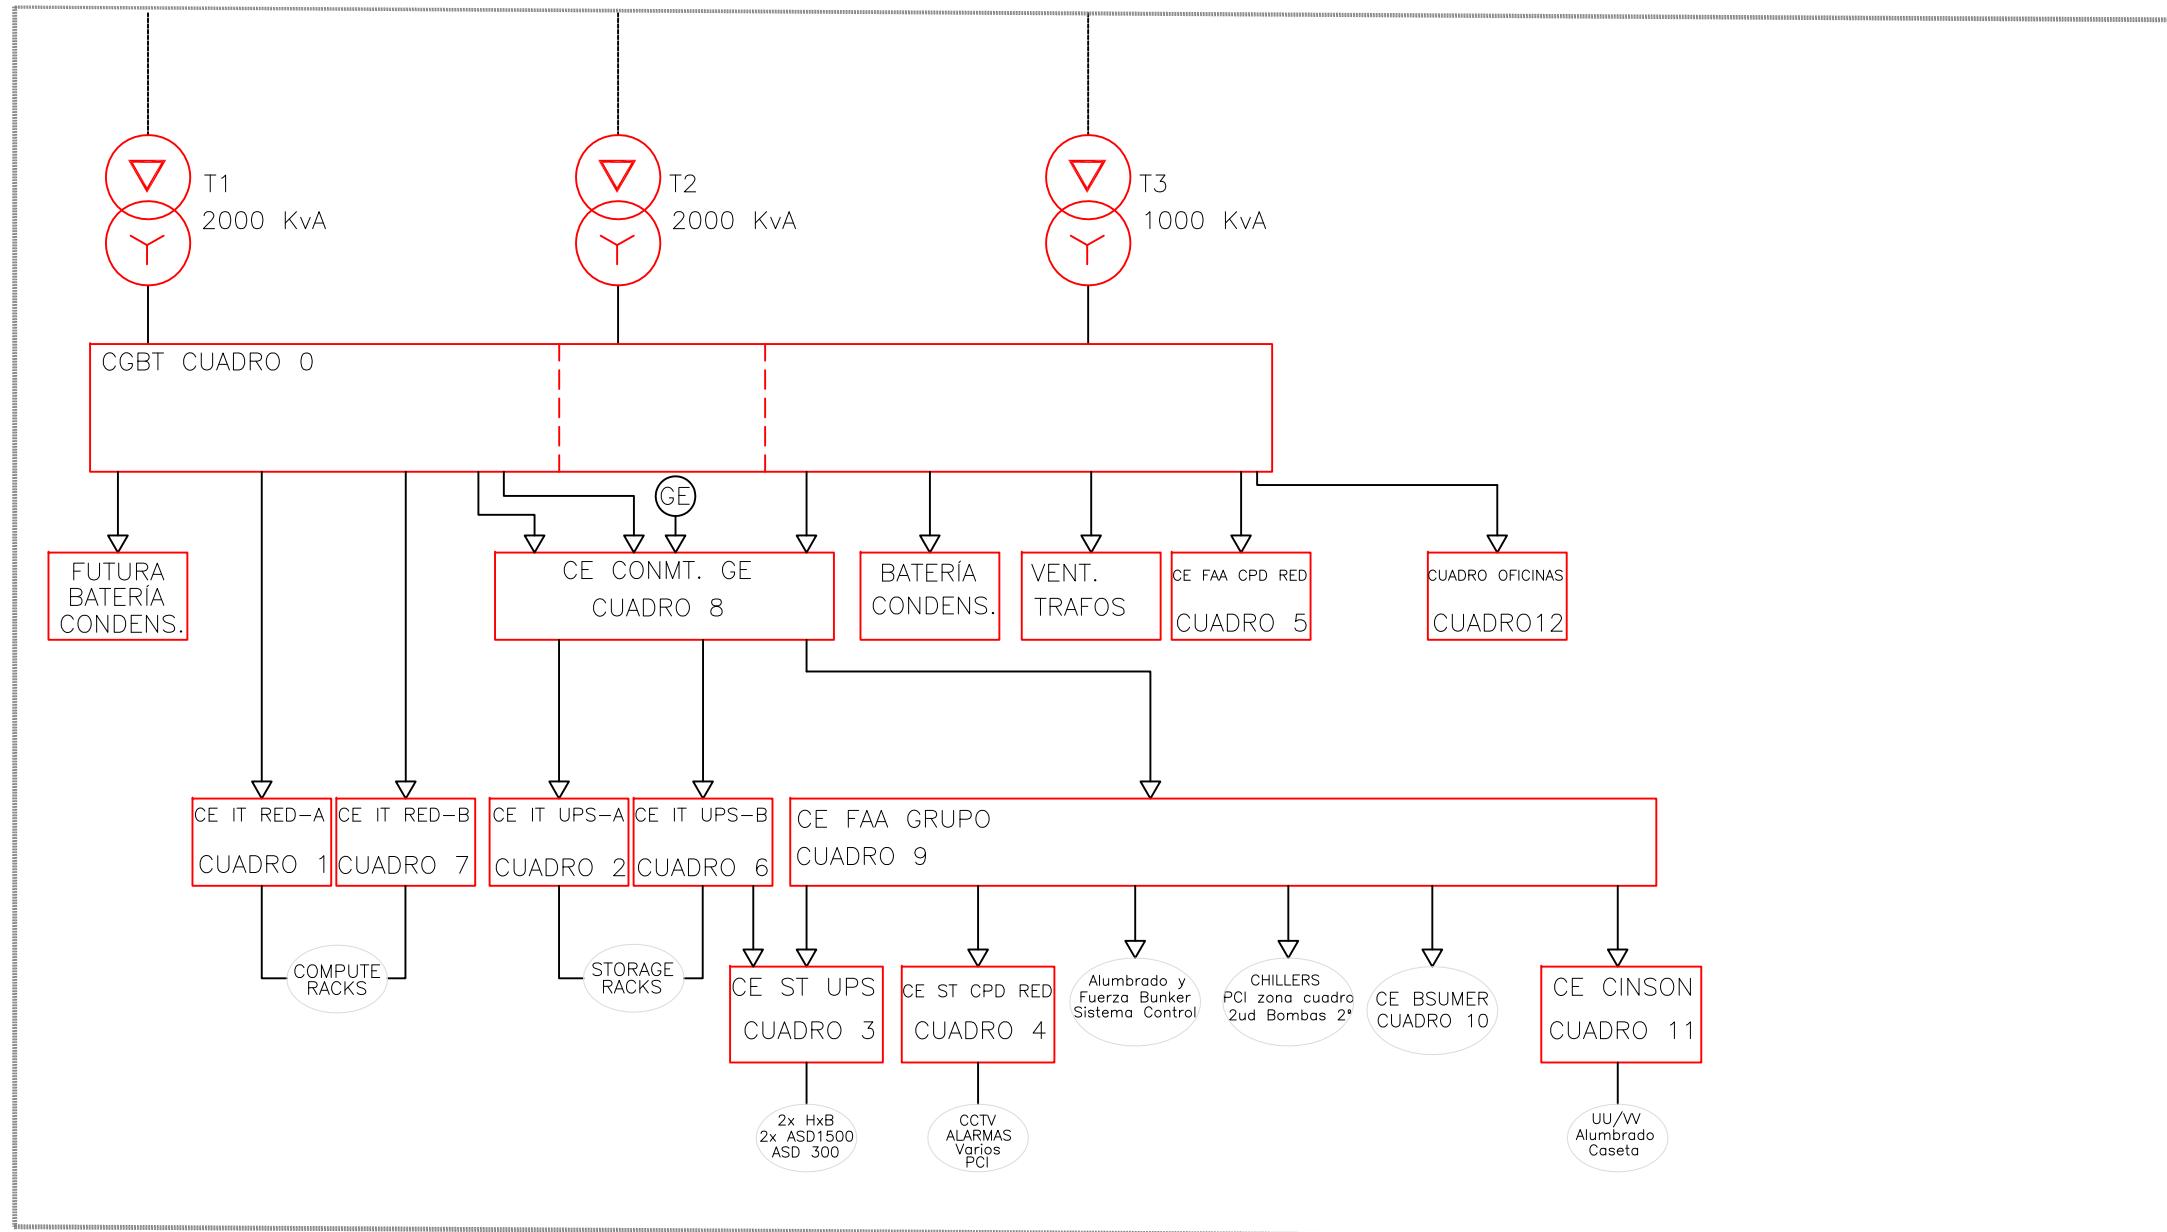 T1
2000 KvA
T2
2000 KvA
T3
1000 KvA
CGBT CUADRO 0
GE
FUTURA
BATERÍA
CONDENS.
CE CONMT. GE
CUADRO 8
BATERÍA
CONDENS.
VENT.
TRAFOS
CE FAA CPD RED
CUADRO 5
CUADRO OFICINAS
CUADRO12
CE IT RED-A
CUADRO 1
CE IT RED-B
CUADRO 7
CE IT UPS-A
CUADRO 2
CE IT UPS-B
CUADRO 6
CE FAA GRUPO
CUADRO 9
COMPUTE
RACKS
STORAGE
RACKS
CE ST UPS
CUADRO 3
CE ST CPD RED
CUADRO 4
Alumbrado y
Fuerza Bunker
Sistema Control
CHILLERS
PCI zona cuadro
2ud Bombas 2ª
CE BSUMER
CUADRO 10
CE CINSON
CUADRO 11
2x HxB
2x ASD1500
ASD 300
CCTV
ALARMAS
Varios
PCI
UU/VV
Alumbrado
Caseta